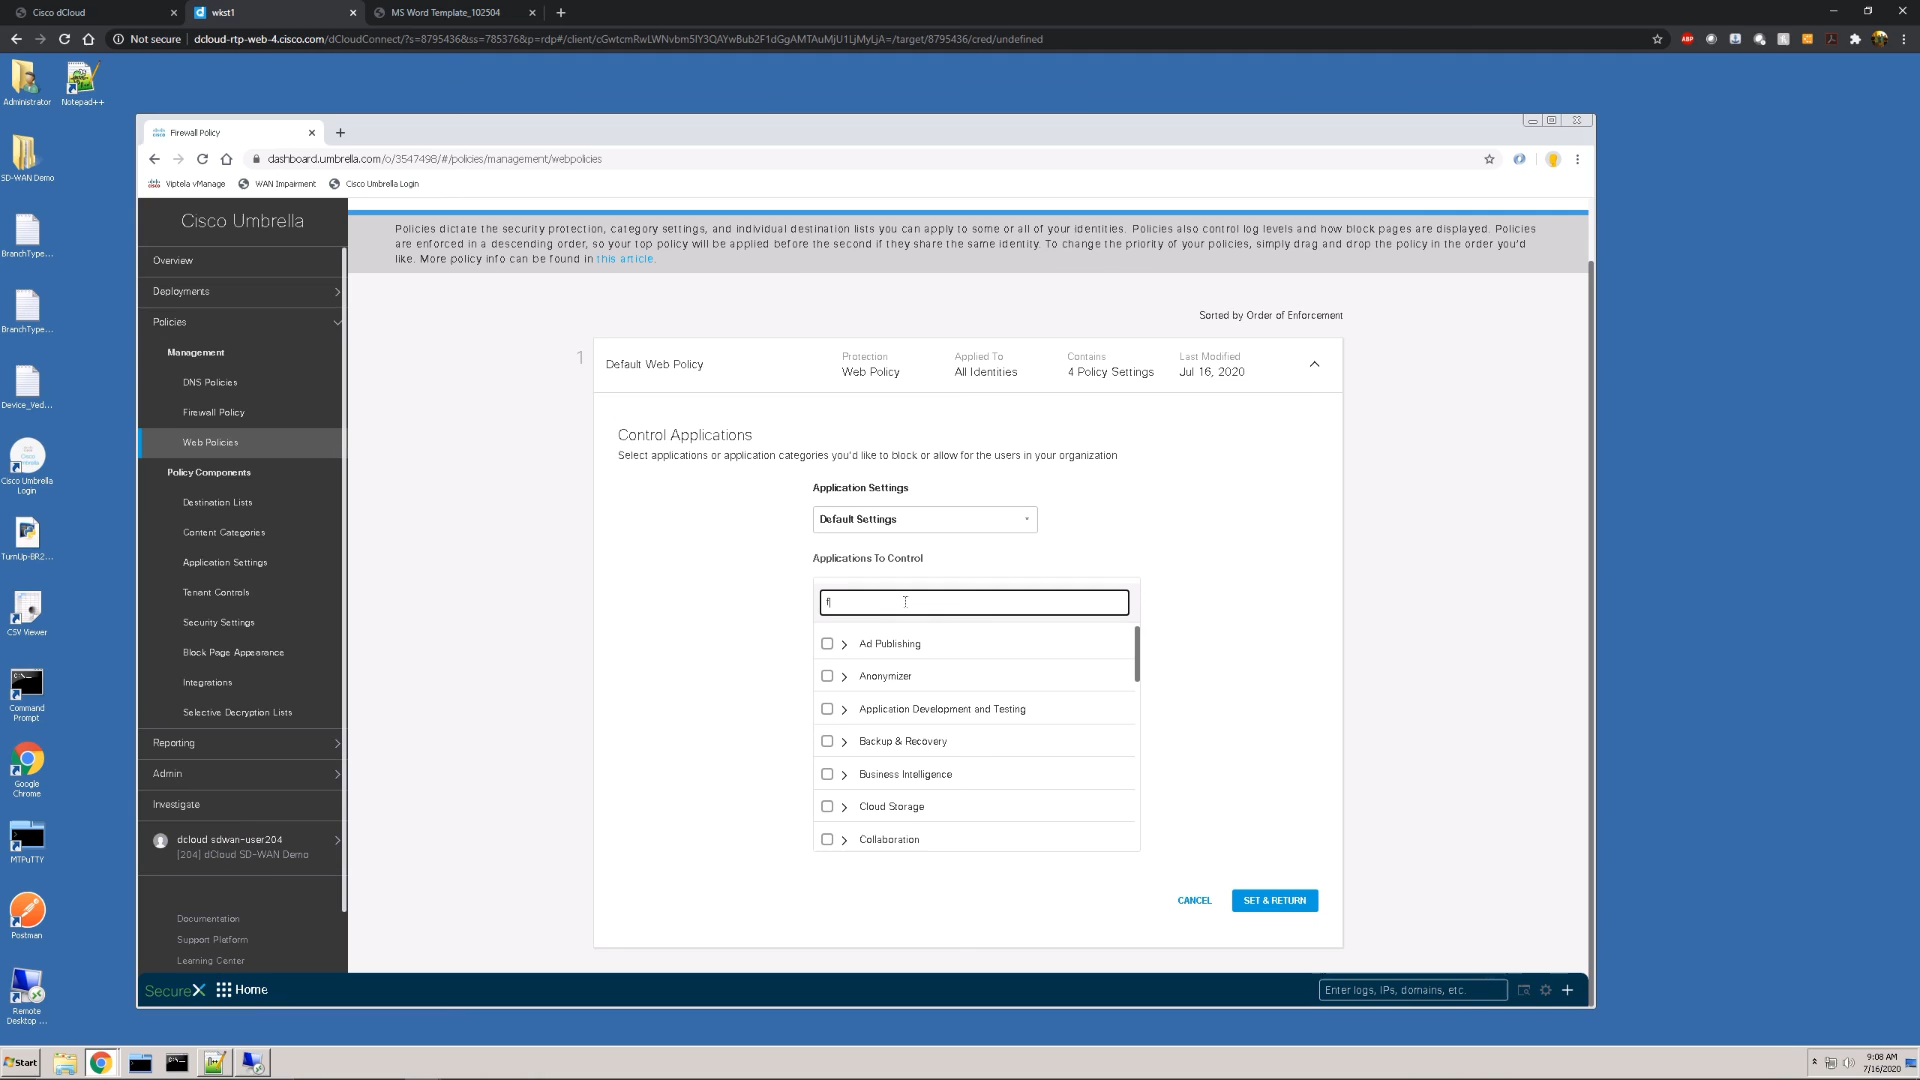 Cisco dCloud
wkst1
MS Word Template_102504
Not secure
dcloud-rtp-web-4.cisco.com/dCloudConnect/?s=8795436&ss=785376&p=rdp#/client/
/target/8795436/cred/undefined
ABP
Administrator
Notepad++
SD-WAN Demo
BranchType...
BranchType...
Device_Ved...
Cisco Umbrella
Login
TurnUp-BR2...
CSV Viewer
Command
Prompt
Google
Chrome
MTPuTTY
Postman
Remote
Desktop ...
Firewall Policy
dashboard.umbrella.com/o/3547498/#/policies/management/webpolicies
Viptela vManage
WAN Impairment
Cisco Umbrella Login
Cisco Umbrella
Overview
Deployments
Policies
Management
DNS Policies
Firewall Policy
Web Policies
Policy Components
Destination Lists
Content Categories
Application Settings
Tenant Controls
Security Settings
Block Page Appearance
Integrations
Selective Decryption Lists
Reporting
Admin
Investigate
dcloud sdwan-user204
[204] dCloud SD-WAN Demo
Documentation
Support Platform
Learning Center
Policies dictate the security protection, category settings, and individual destination lists you can apply to some or all of your identities. Policies also control log levels and how block pages are displayed. Policies
are enforced in a descending order, so your top policy will be applied before the second if they share the same identity. To change the priority of your policies, simply drag and drop the policy in the order you'd
like. More policy info can be found in this article.
Sorted by Order of Enforcement
1
Default Web Policy
Protection
Web Policy
Applied To
All Identities
Contains
4 Policy Settings
Last Modified
Jul 16, 2020
Control Applications
Select applications or application categories you'd like to block or allow for the users in your organization
Application Settings
Default Settings
Applications To Control
f
Ad Publishing
Anonymizer
Application Development and Testing
Backup & Recovery
Business Intelligence
Cloud Storage
Collaboration
CANCEL
SET & RETURN
SecureX
Home
Enter logs, IPs, domains, etc.
Start
9:08 AM
7/16/2020